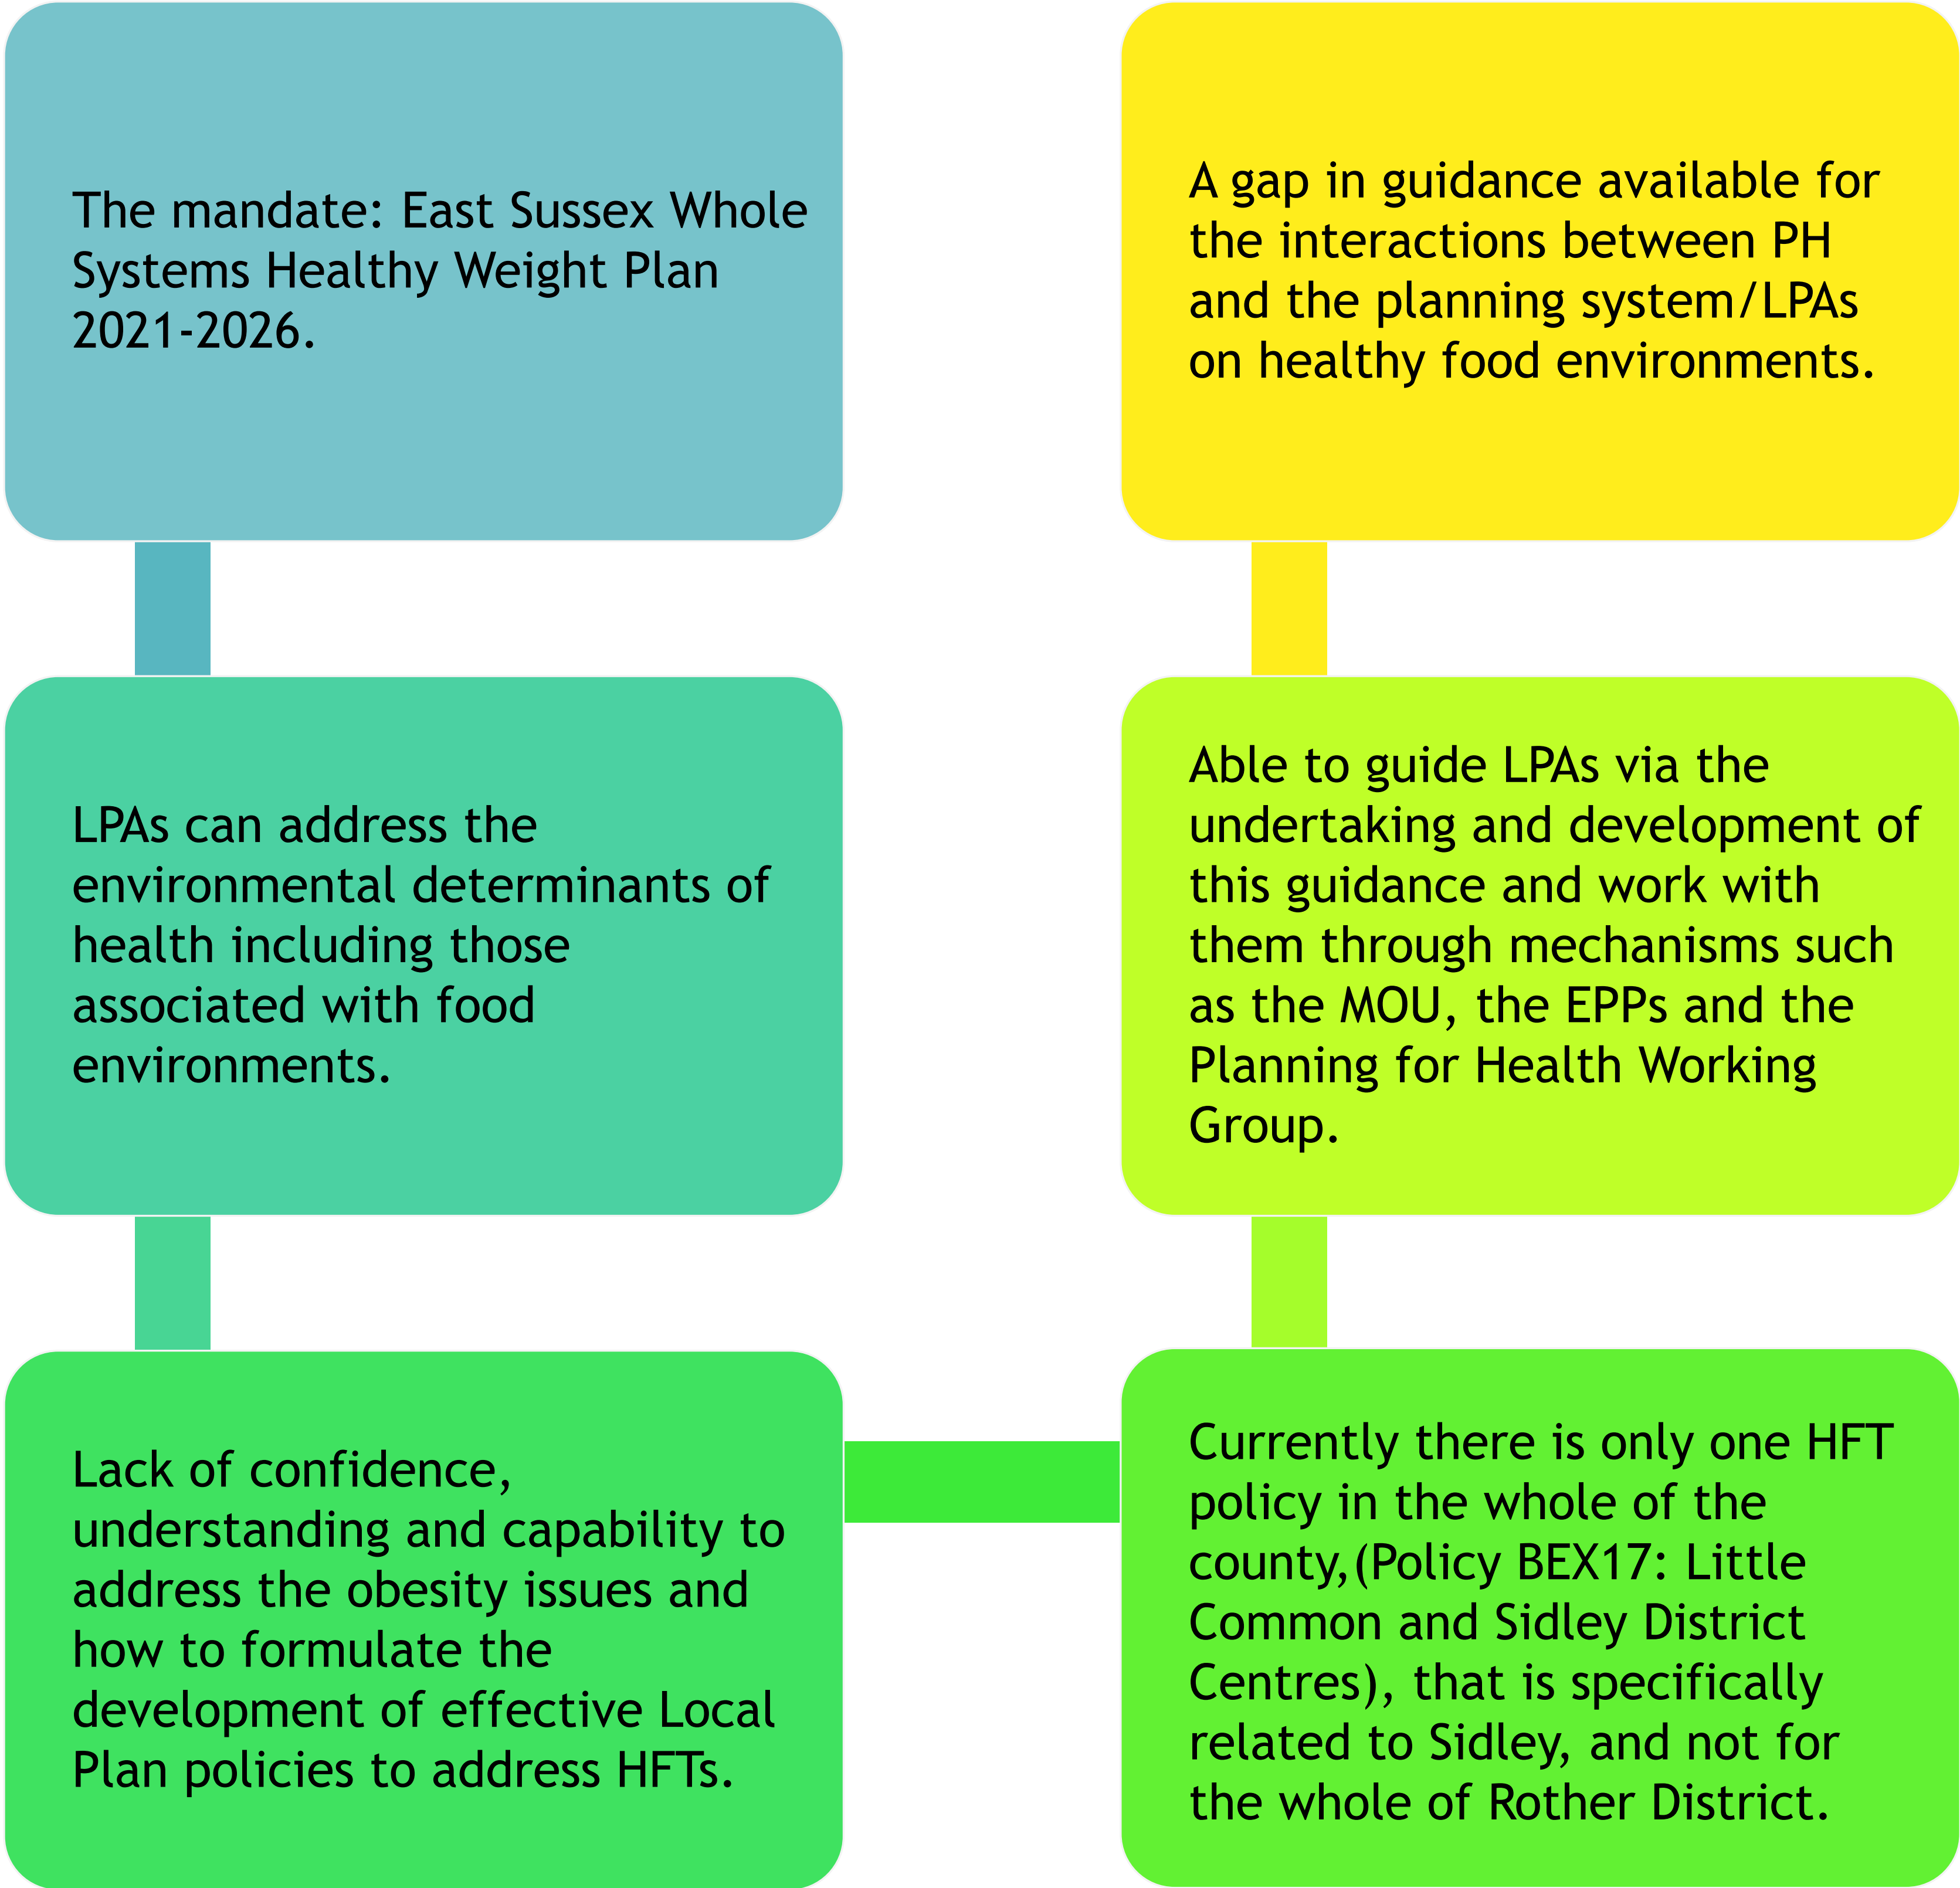 The mandate: East Sussex Whole
Systems Healthy Weight Plan
2021-2026.
LPAs can address the
environmental determinants of
health including those
associated with food
environments.
Lack of confidence,
understanding and capability to
address the obesity issues and
how to formulate the
development of effective Local
Plan policies to address HFTs.
Currently there is only one HFT
policy in the whole of the
county,(Policy BEX17: Little
Common and Sidley District
Centres), that is specifically
related to Sidley, and not for
the whole of Rother District.
Able to guide LPAs via the
undertaking and development of
this guidance and work with
them through mechanisms such
as the MOU, the EPPs and the
Planning for Health Working
Group.
A gap in guidance available for
the interactions between PH
and the planning system/LPAs
on healthy food environments.